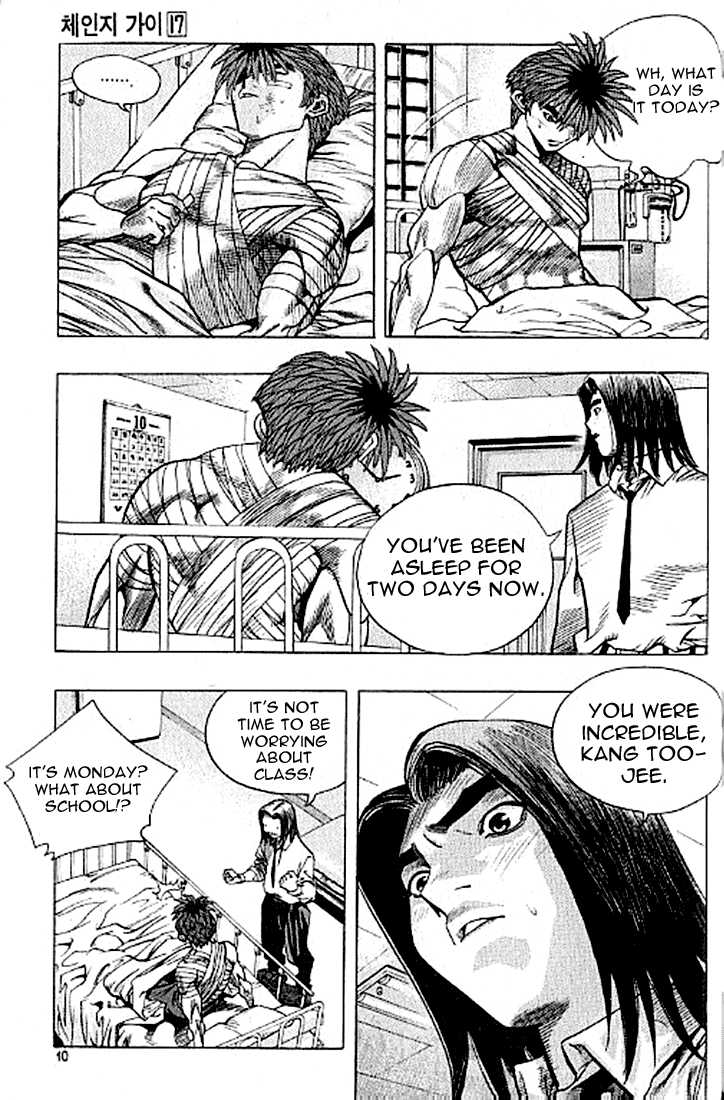 체인지 가이 17
......
WH, WHAT
DAY IS
IT TODAY?
10
YOU'VE BEEN
ASLEEP FOR
TWO DAYS NOW.
IT'S NOT
TIME TO BE
WORRYING
ABOUT
CLASS!
IT'S MONDAY?
WHAT ABOUT
SCHOOL!?
YOU WERE
INCREDIBLE,
KANG TOO-
JEE.
10